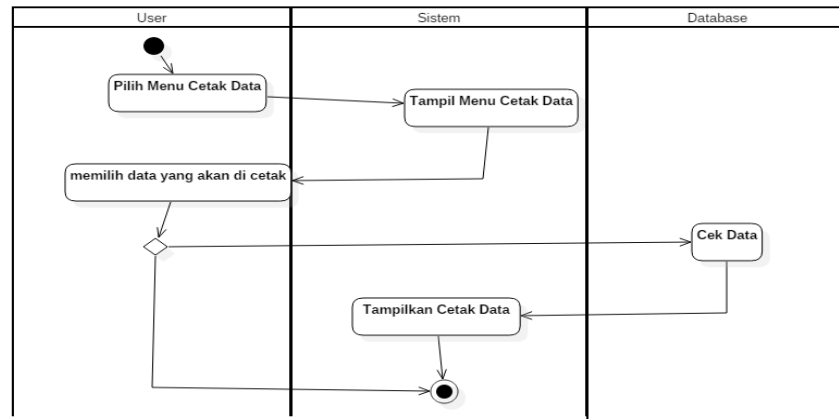 User
Sistem
Database
Pilih Menu Cetak Data
Tampil Menu Cetak Data
memilih data yang akan di cetak
Cek Data
Tampilkan Cetak Data